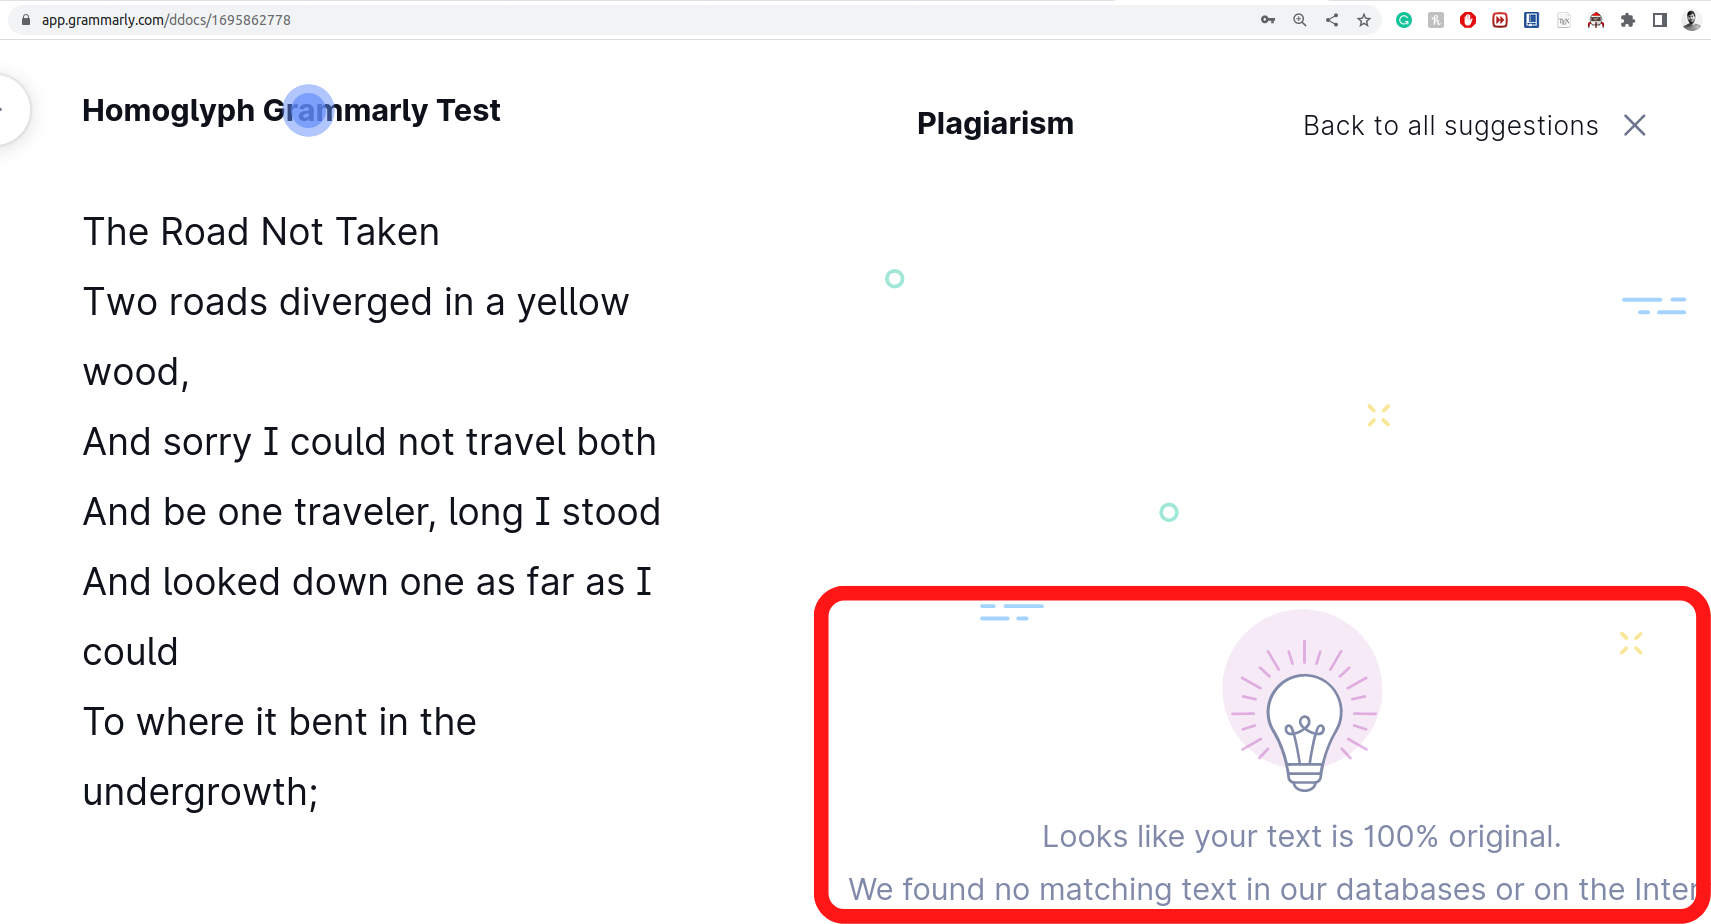 app.grammarly.com/ddocs/1695862778
Homoglyph Grammarly Test
Plagiarism
Back to all suggestions
The Road Not Taken
Two roads diverged in a yellow
wood,
And sorry I could not travel both
And be one traveler, long I stood
And looked down one as far as I
could
To where it bent in the
undergrowth;
Looks like your text is 100% original.
We found no matching text in our databases or on the Inter